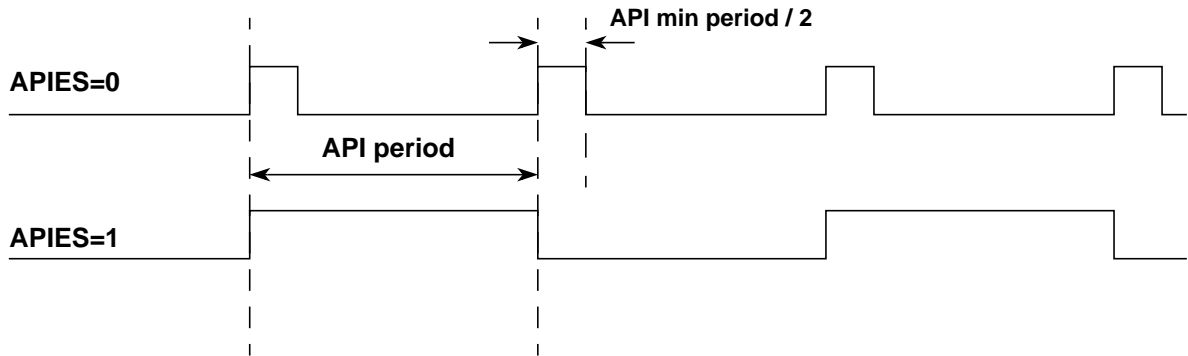 API min period / 2
APIES=0
API period
APIES=1